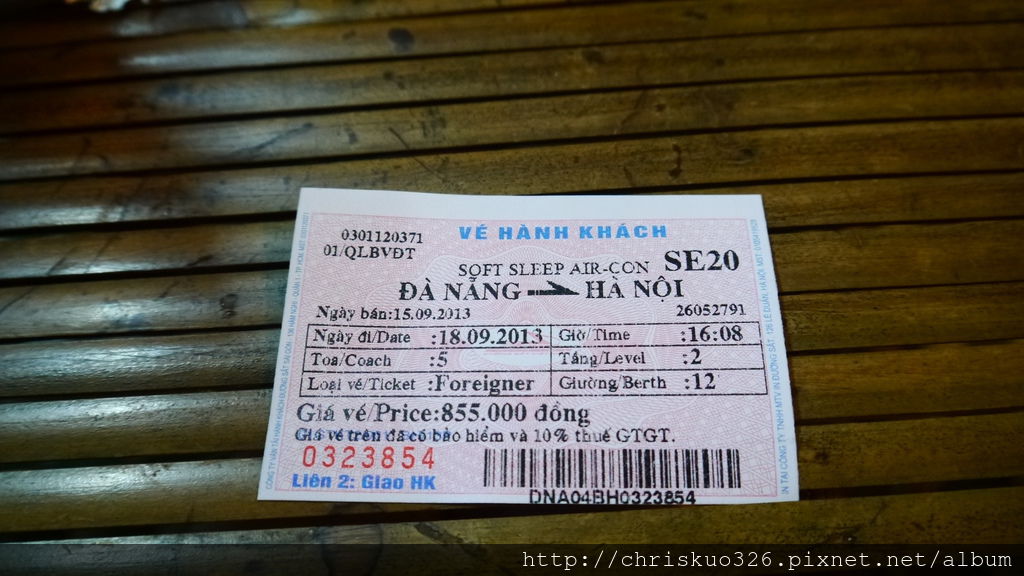 VÉ HÀNH KHÁCH
0301120371
01/QLBVĐT
SOFT SLEEP AIR-CON SE20
ĐÀ NẴNG HÀ NỘI
Ngày bán:15.09.2013 26052791
Ngày đi/Date :18.09.2013 Giờ/Time :16:08
Toa/Coach :5 Tầng/Level :2
Loại vé/Ticket :Foreigner Giường/Berth :12
Giá vé/Price:855.000 đồng
Giá vé trên đã có bảo hiểm và 10% thuế GTGT.
0323854
Liên 2: Giao HK
DNA04BH0323854
http://chriskuo326.pixnet.net/album